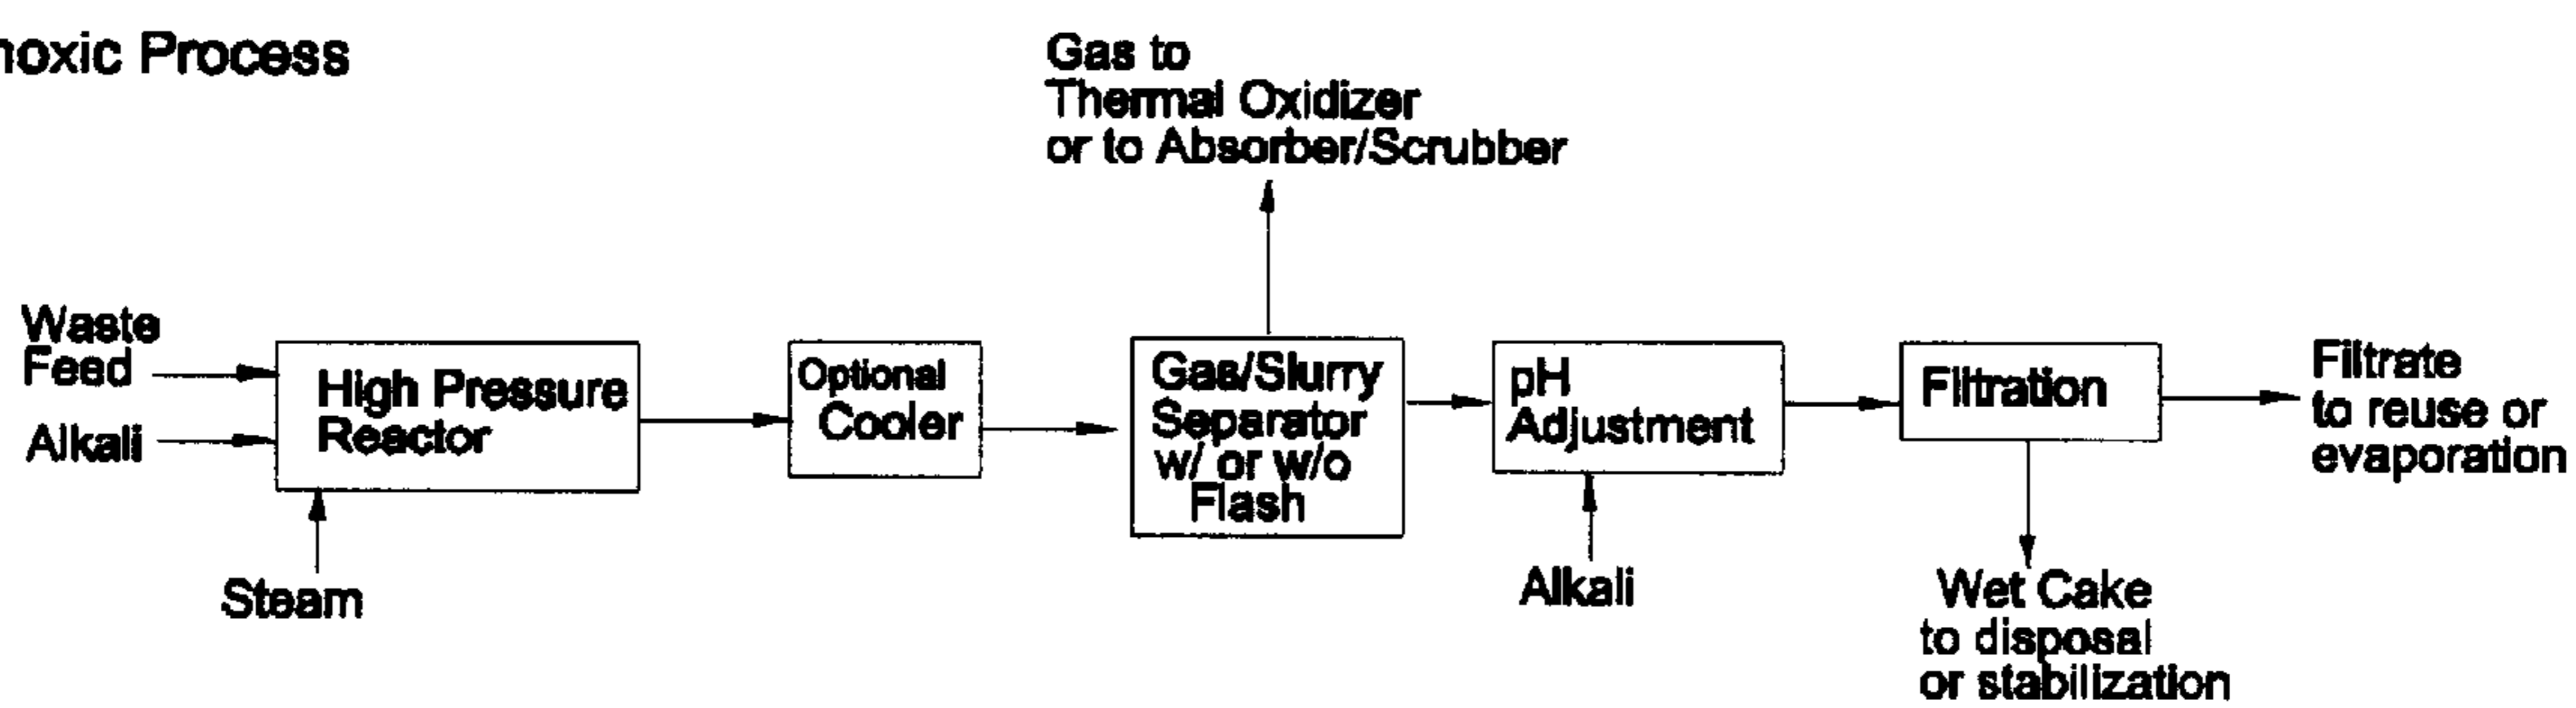 noxic Process
Gas to
Thermal Oxidizer
or to Absorber/Scrubber
Waste
Feed
Alkali
Steam
High Pressure
Reactor
Optional
Cooler
Gas/Slurry
Separator
w/ or w/o
Flash
pH
Adjustment
Alkali
Filtration
Filtrate
to reuse or
evaporation
Wet Cake
to disposal
or stabilization